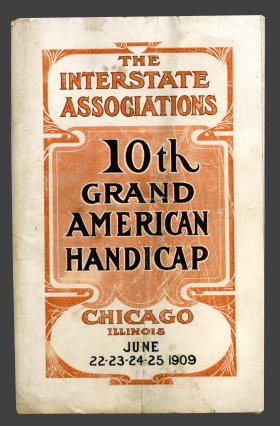 THE
INTERSTATE
ASSOCIATIONS
10th
GRAND
AMERICAN
HANDICAP
CHICAGO
ILLINOIS
JUNE
22-23-24-25 1909